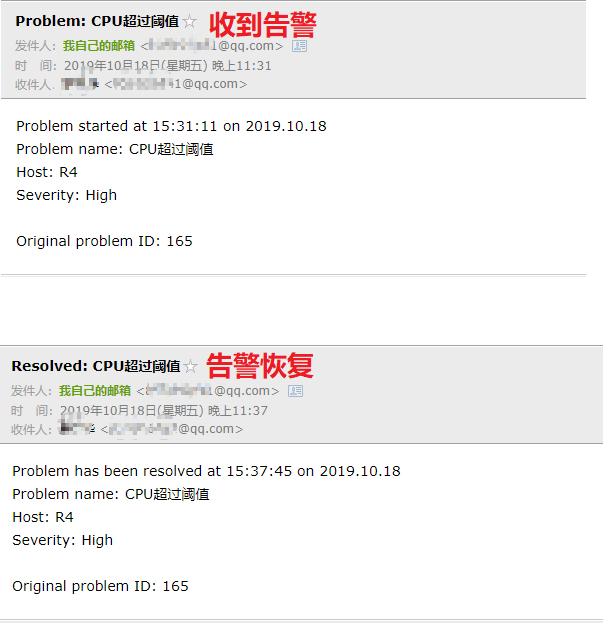 Problem: CPU超过阈值 收到告警
发件人: 我自己的邮箱 1@qq.com>
时 间: 2019年10月18日(星期五) 晚上11:31
收件人: 1@qq.com>
Problem started at 15:31:11 on 2019.10.18
Problem name: CPU超过阈值
Host: R4
Severity: High
Original problem ID: 165
Resolved: CPU超过阈值 告警恢复
发件人: 我自己的邮箱 1@qq.com>
时 间: 2019年10月18日(星期五) 晚上11:37
收件人: @qq.com>
Problem has been resolved at 15:37:45 on 2019.10.18
Problem name: CPU超过阈值
Host: R4
Severity: High
Original problem ID: 165